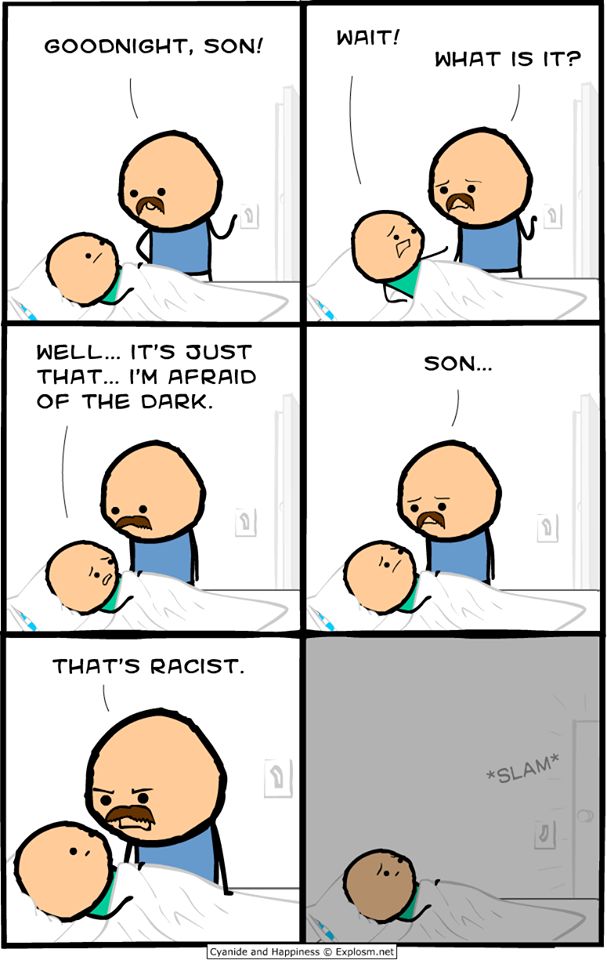 GOODNIGHT, SON!
WAIT!
WHAT IS IT?
WELL... IT'S JUST
THAT... I'M AFRAID
OF THE DARK.
SON...
THAT'S RACIST.
*SLAM*
Cyanide and Happiness © Explosm.net